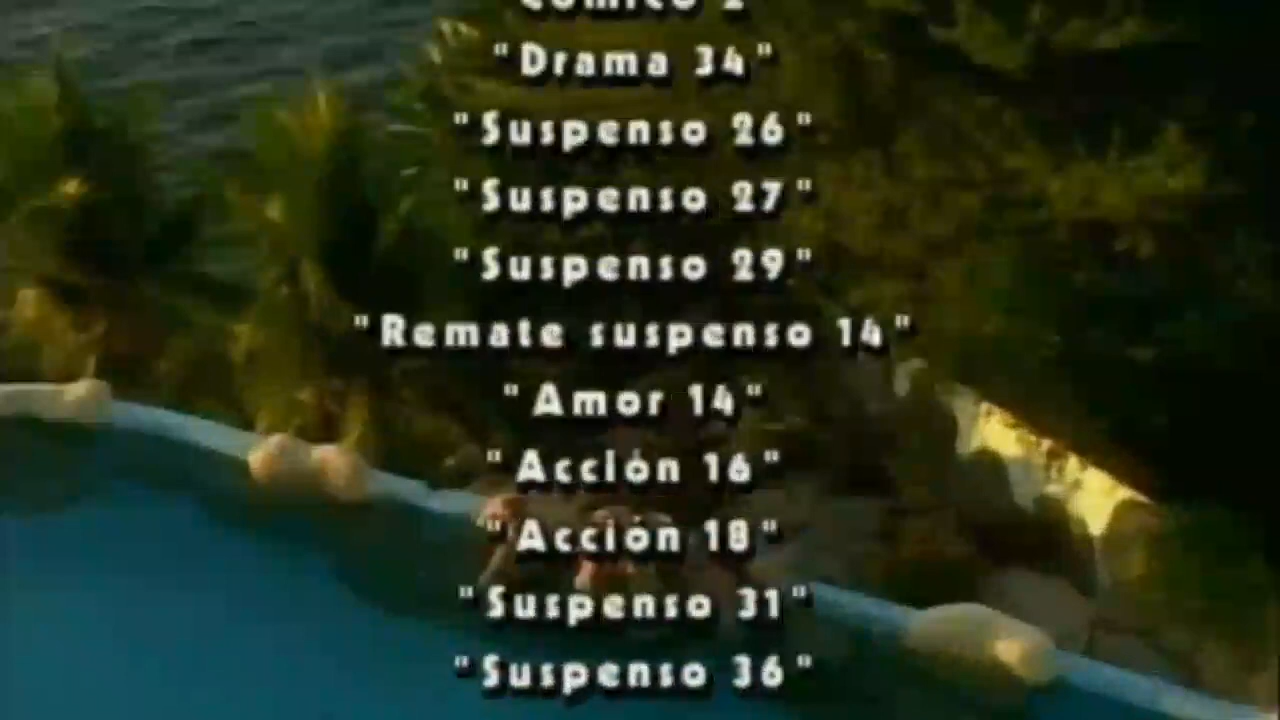 "Drama 34"
"Suspenso 26"
"Suspenso 27"
"Suspenso 29"
"Remate suspenso 14"
"Amor 14"
"Acción 16"
"Acción 18"
"Suspenso 31"
"Suspenso 36"